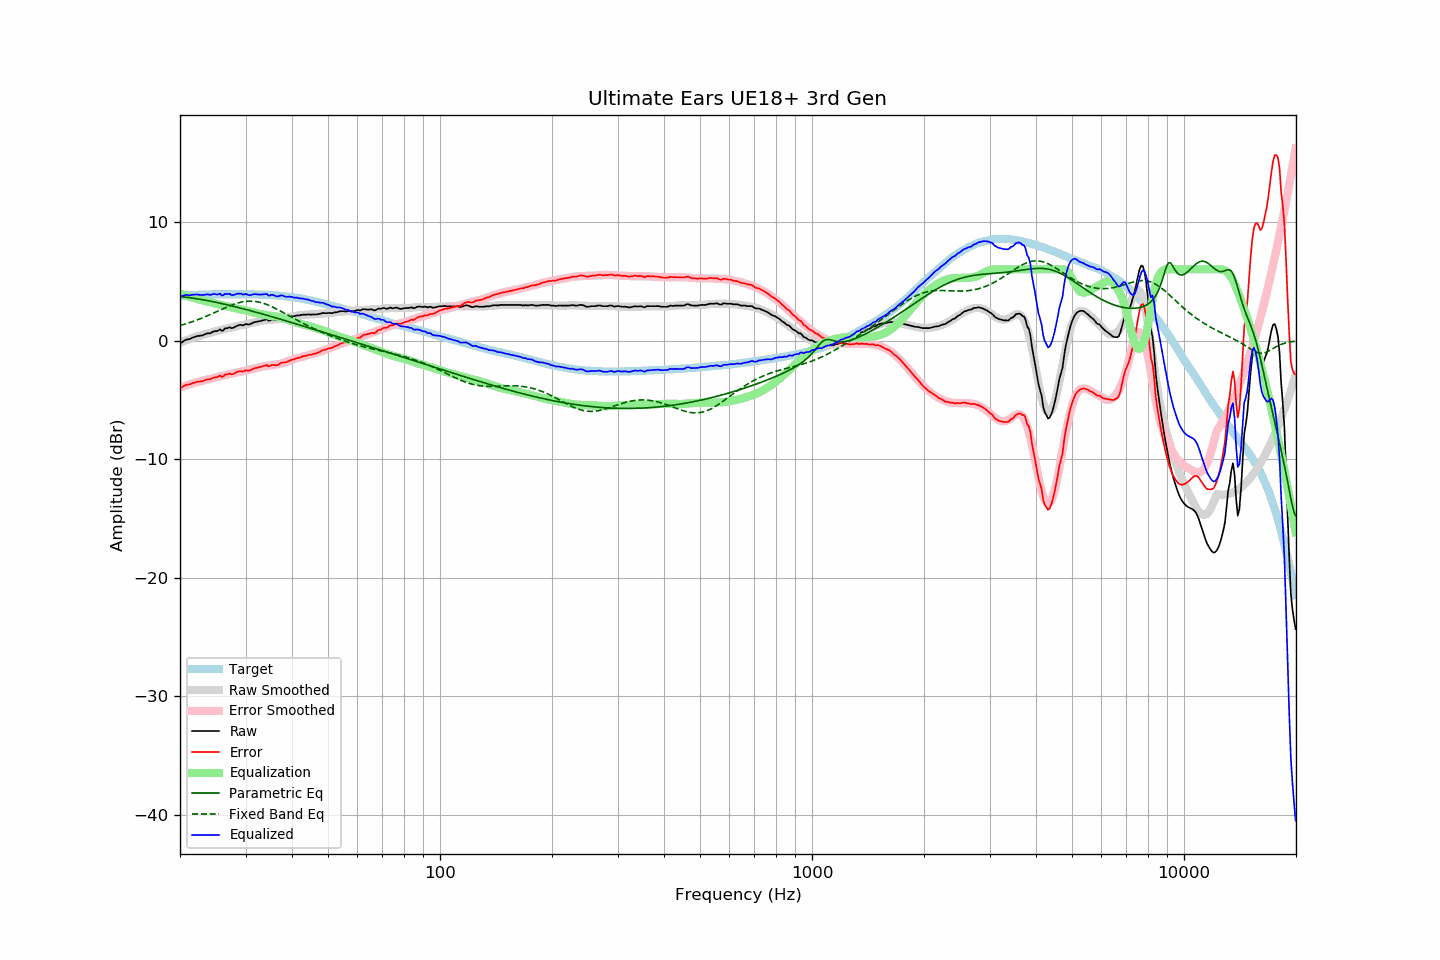 Ultimate Ears UE18+ 3rd Gen
Amplitude (dBr)
10
0
−10
−20
−30
−40
Target
Raw Smoothed
Error Smoothed
Raw
Error
Equalization
Parametric Eq
Fixed Band Eq
Equalized
100
1000
10000
Frequency (Hz)